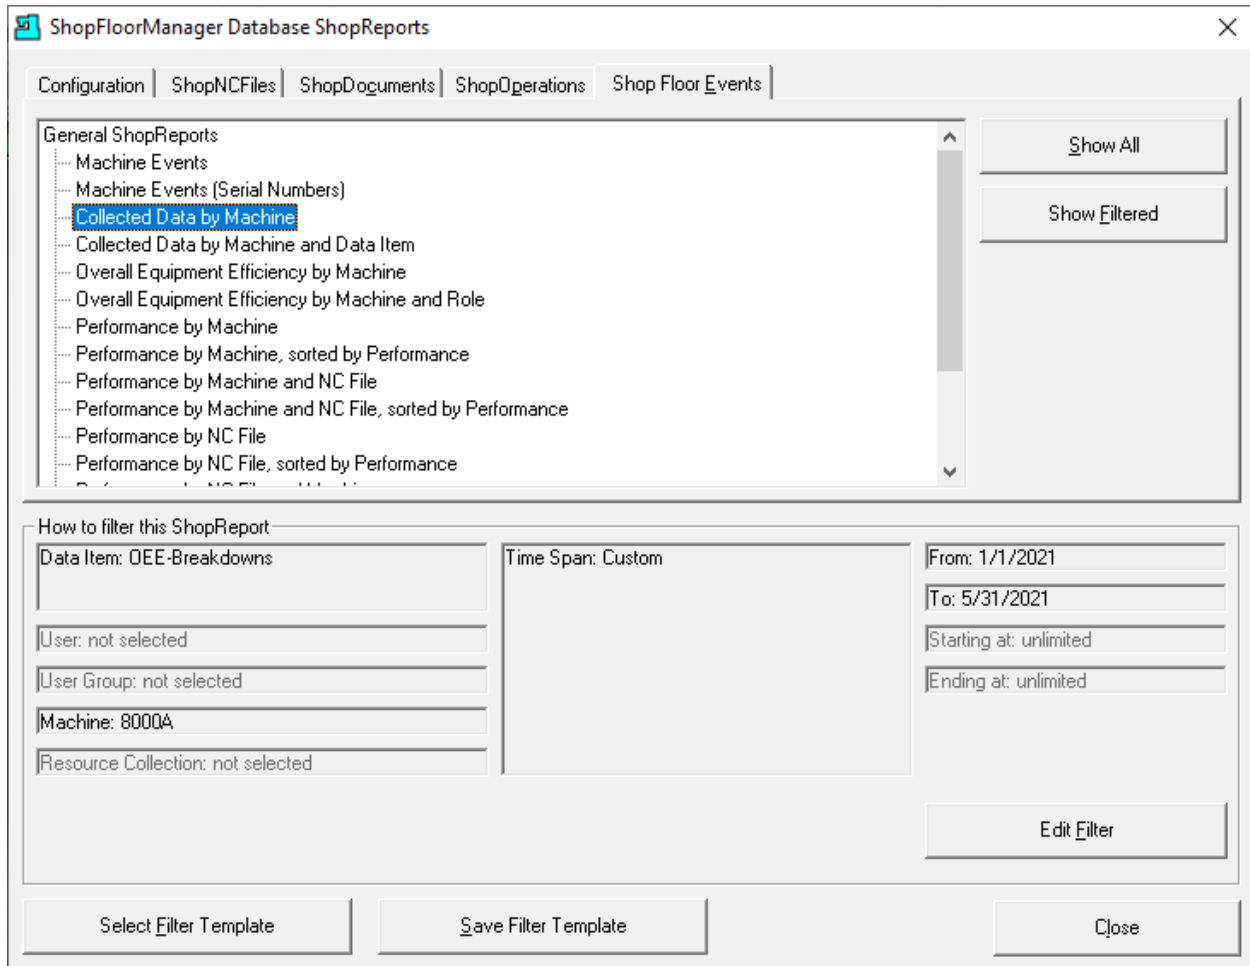 ShopFloorManager Database ShopReports
Configuration ShopNCFiles ShopDocuments ShopOperations Shop Floor Events
General ShopReports
Machine Events
Machine Events (Serial Numbers)
Collected Data by Machine
Collected Data by Machine and Data Item
Overall Equipment Efficiency by Machine
Overall Equipment Efficiency by Machine and Role
Performance by Machine
Performance by Machine, sorted by Performance
Performance by Machine and NC File
Performance by Machine and NC File, sorted by Performance
Performance by NC File
Performance by NC File, sorted by Performance
Show All
Show Filtered
How to filter this ShopReport
Data Item: OEE-Breakdowns
User: not selected
User Group: not selected
Machine: 8000A
Resource Collection: not selected
Time Span: Custom
From: 1/1/2021
To: 5/31/2021
Starting at: unlimited
Ending at: unlimited
Edit Filter
Select Filter Template
Save Filter Template
Close